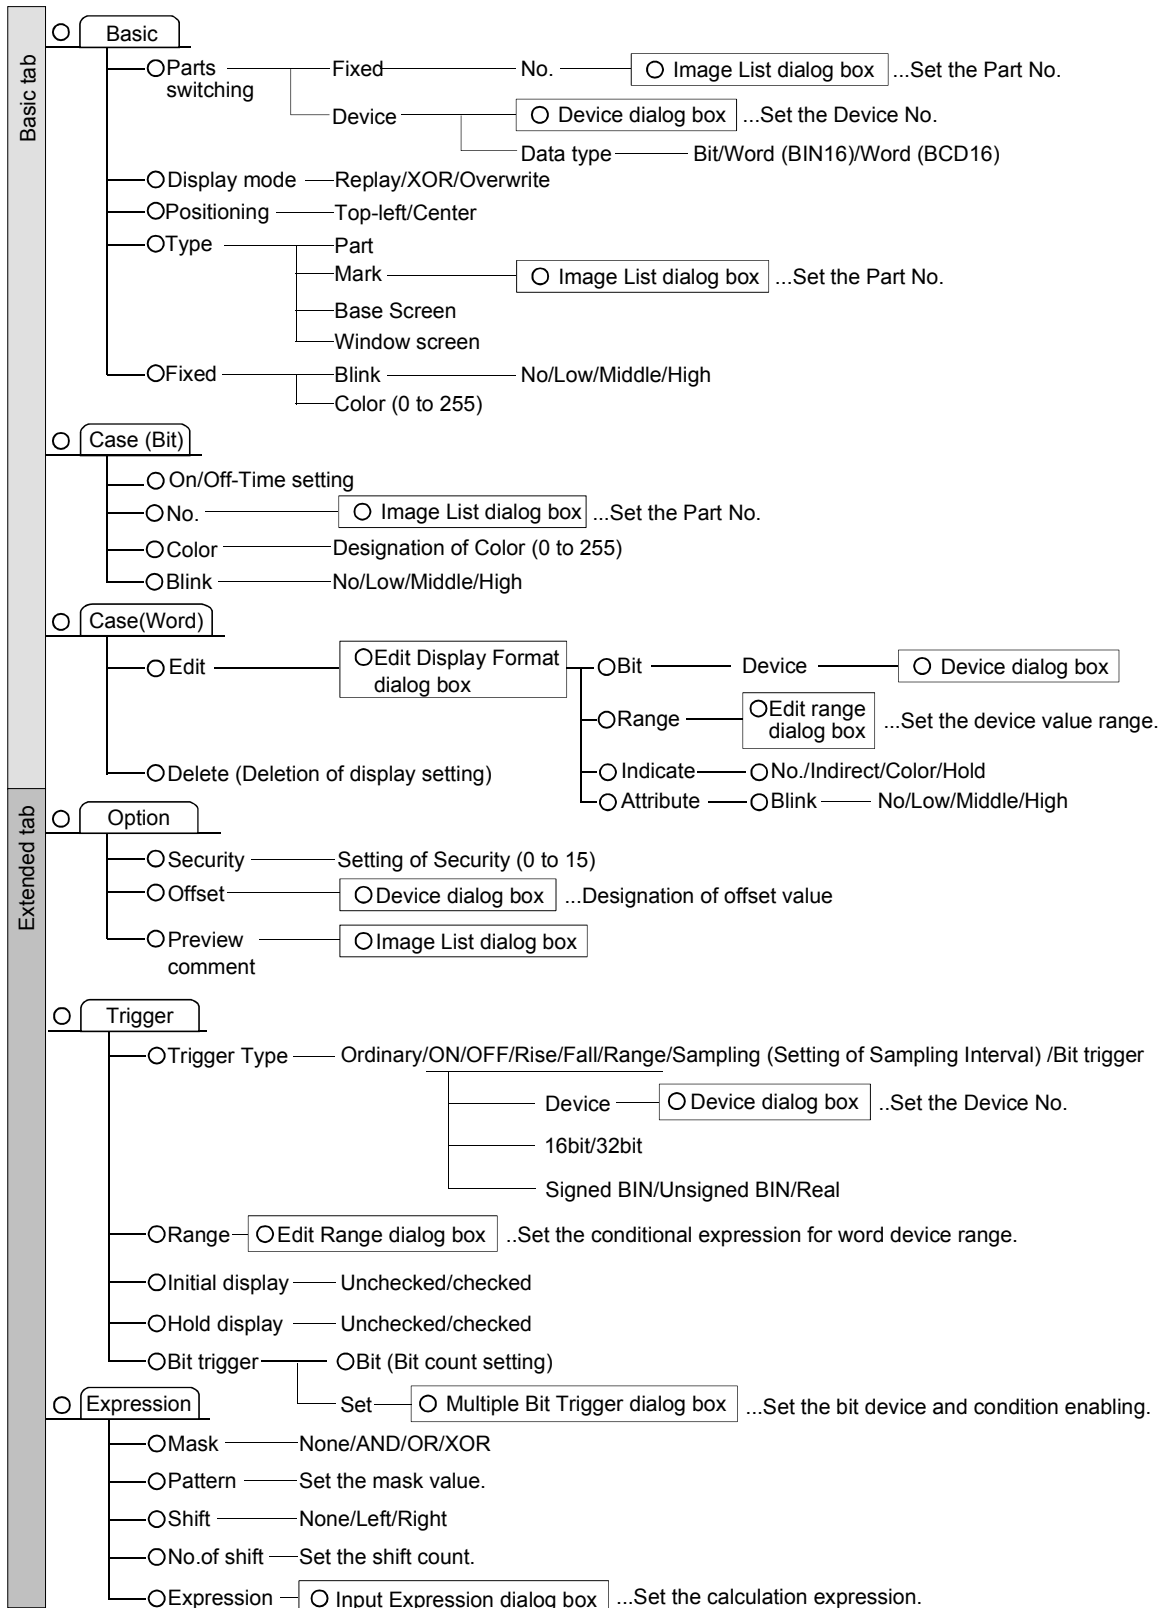 Basic tab
Basic
Parts switching Fixed No. Image List dialog box ...Set the Part No.
Device Device dialog box ...Set the Device No.
Data type Bit/Word (BIN16)/Word (BCD16)
Display mode Replay/XOR/Overwrite
Positioning Top-left/Center
Type Part
Mark Image List dialog box ...Set the Part No.
Base Screen
Window screen
Fixed Blink No/Low/Middle/High
Color (0 to 255)
Case (Bit)
On/Off-Time setting
No. Image List dialog box ...Set the Part No.
Color Designation of Color (0 to 255)
Blink No/Low/Middle/High
Case(Word)
Edit Edit Display Format dialog box Bit Device Device dialog box
Range Edit range dialog box ...Set the device value range.
Indicate No./Indirect/Color/Hold
Attribute Blink No/Low/Middle/High
Delete (Deletion of display setting)
Extended tab
Option
Security Setting of Security (0 to 15)
Offset Device dialog box ...Designation of offset value
Preview comment Image List dialog box
Trigger
Trigger Type Ordinary/ON/OFF/Rise/Fall/Range/Sampling (Setting of Sampling Interval) /Bit trigger
Device Device dialog box ..Set the Device No.
16bit/32bit
Signed BIN/Unsigned BIN/Real
Range Edit Range dialog box ..Set the conditional expression for word device range.
Initial display Unchecked/checked
Hold display Unchecked/checked
Bit trigger Bit (Bit count setting)
Set Multiple Bit Trigger dialog box ...Set the bit device and condition enabling.
Expression
Mask None/AND/OR/XOR
Pattern Set the mask value.
Shift None/Left/Right
No.of shift Set the shift count.
Expression Input Expression dialog box ...Set the calculation expression.